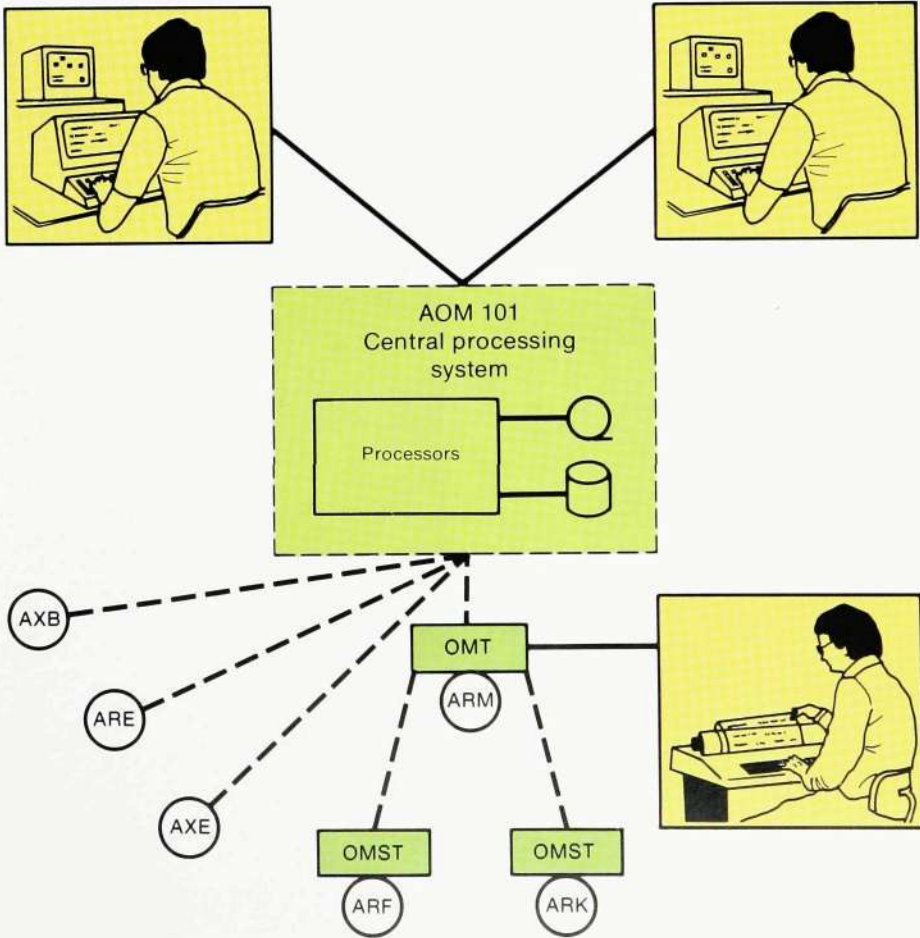 AOM 101
Central processing
system
Processors
AXB
OMT
ARE
ARM
AXE
OMST
OMST
ARF
ARK